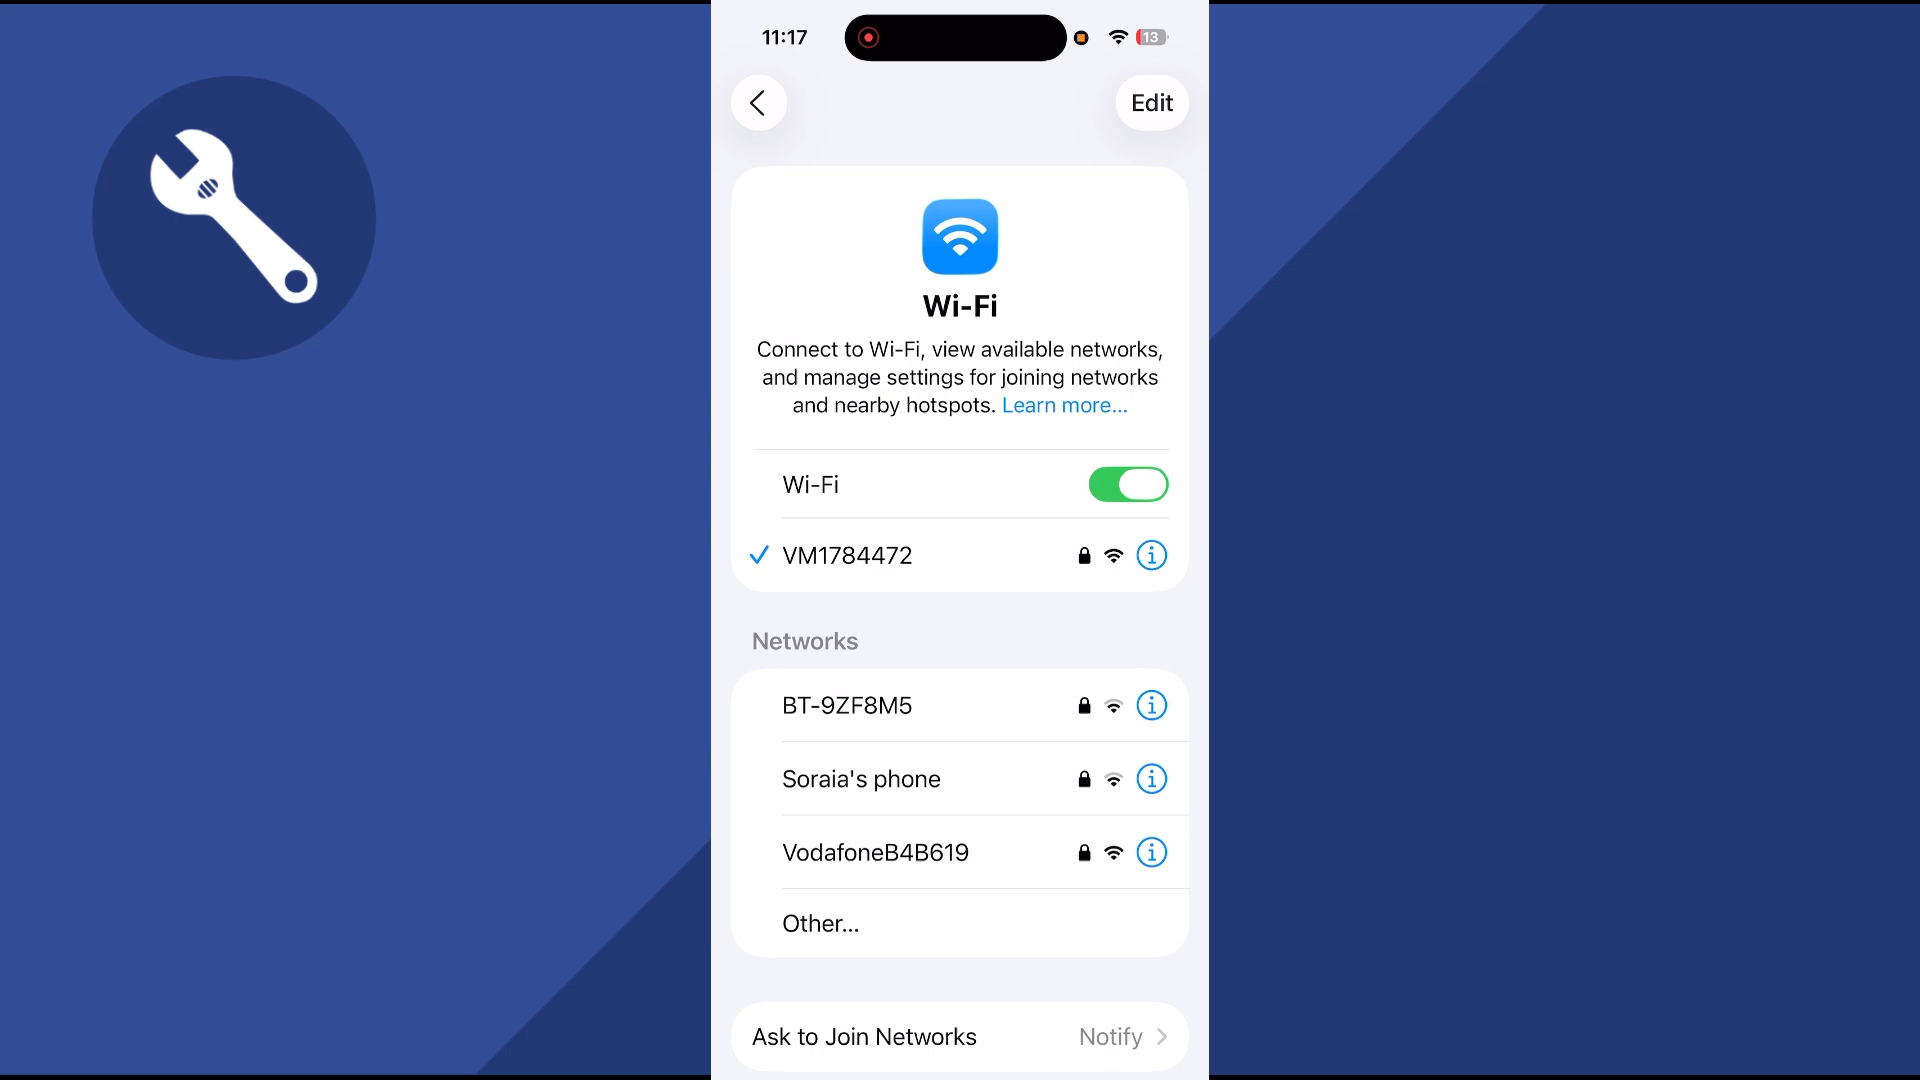 11:17
13
Edit
Wi-Fi
Connect to Wi-Fi, view available networks,
and manage settings for joining networks
and nearby hotspots. Learn more...
Wi-Fi
VM1784472
Networks
BT-9ZF8M5
Soraia's phone
VodafoneB4B619
Other...
Ask to Join Networks Notify